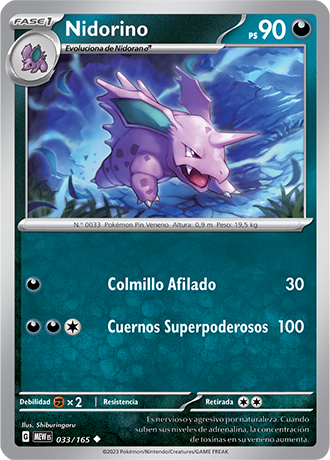 FASE 1
Nidorino
PS 90
Evoluciona de Nidoran♂
N.º 0033 Pokémon Pin Veneno Altura: 0,9 m Peso: 19,5 kg
Colmillo Afilado 30
Cuernos Superpoderosos 100
Debilidad ×2 Resistencia Retirada
Ilus. Shiburingaru
G MEW ES 033/165 ◆
Es nervioso y agresivo por naturaleza. Cuando
suben sus niveles de adrenalina, la concentración
de toxinas en su veneno aumenta.
©2023 Pokémon/Nintendo/Creatures/GAME FREAK